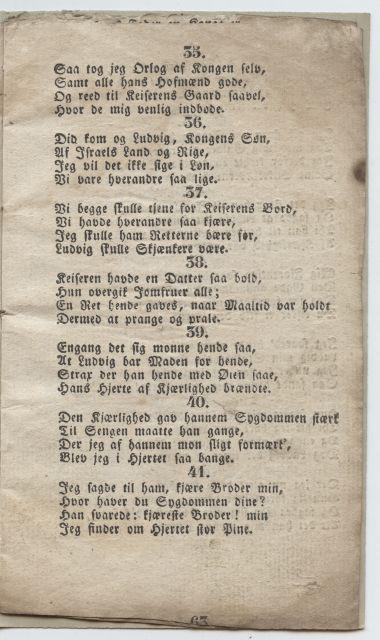 35.
Saa tog jeg Orlog af Kongen selv,
Samt alle hans Hofmænd gode,
Og reed til Keiserens Gaard saavel,
Hvor de mig venlig indbøde.
36.
Did kom og Ludvig, Kongens Søn,
Af Israels Land og Rige,
Jeg vil det ikke sige i Løn,
Vi vare hverandre saa lige.
37.
Vi begge skulle tjene for Keiserens Bord,
Vi havde hverandre saa kjære,
Jeg skulle ham Retterne bære for,
Ludvig skulle Skjænkere være.
38.
Keiseren havde en Datter saa bold,
Hun overgik Jomfruer alle;
En Ret hende gaves, naar Maaltid var holdt
Dermed at prange og prale.
39.
Engang det sig monne hende saa,
At Ludvig bar Maden for hende,
Strax der han hende med Øien saae,
Hans Hjerte af Kjærlighed brændte.
40.
Den Kjærlighed gav hannem Sygdommen stærk
Til Sengen maatte han gange,
Der jeg af hannem mon sligt formærk',
Blev jeg i Hjertet saa bange.
41.
Jeg sagde til ham, kjære Broder min,
Hvor haver du Sygdommen dine?
Han svarede: kjæreste Broder! min
Jeg finder om Hjertet stor Pine.